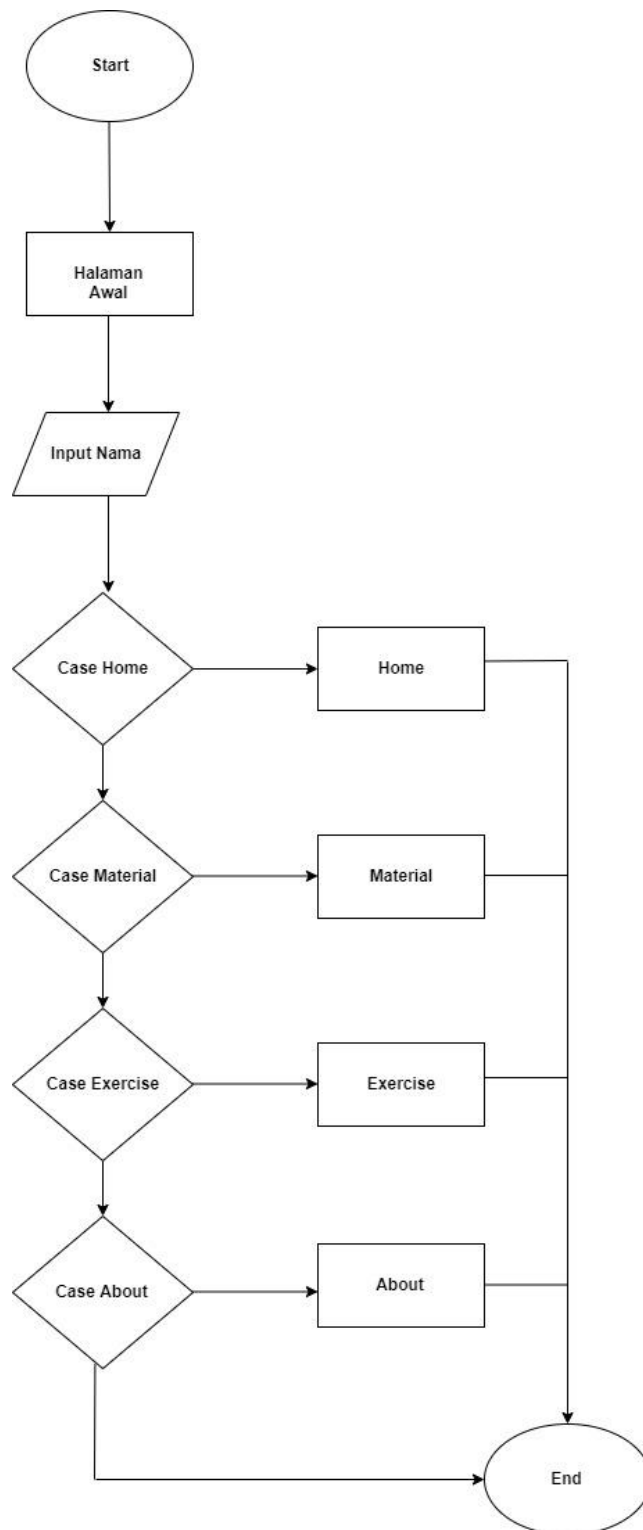 Start
Halaman
Awal
Input Nama
Case Home
Home
Case Material
Material
Case Exercise
Exercise
Case About
About
End